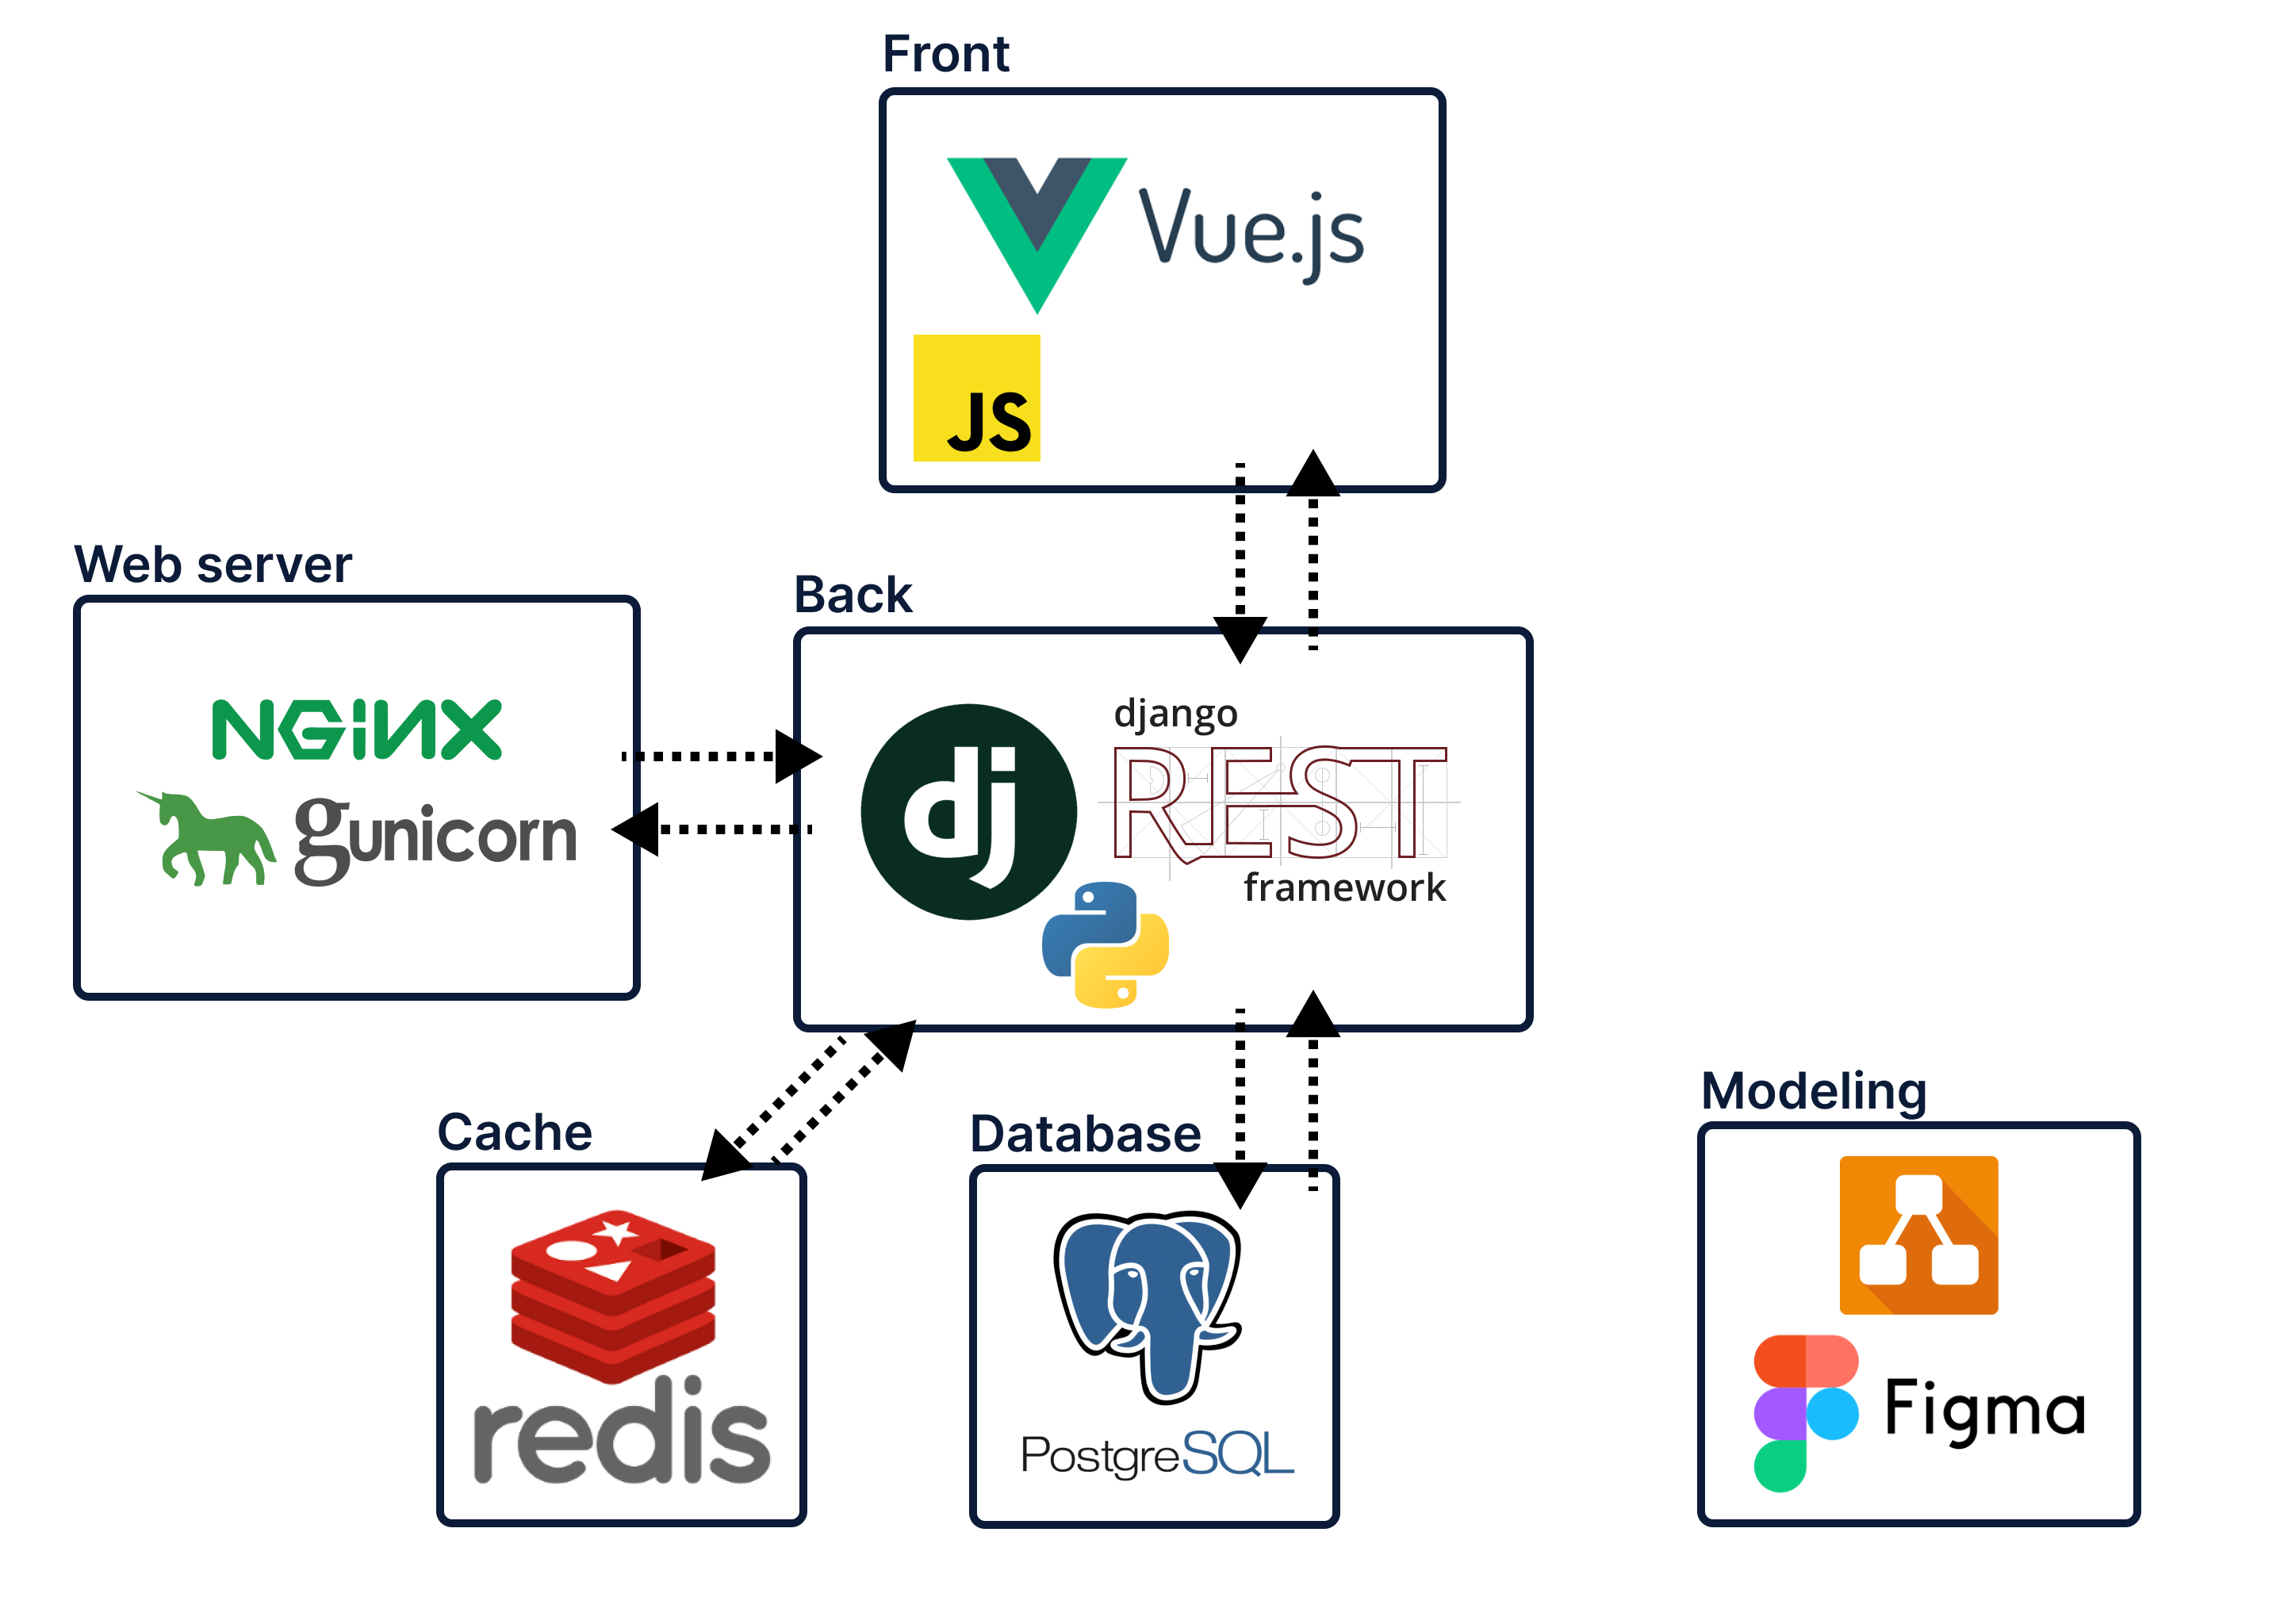 Front
Vue.js
JS
Web server
NGiNX
gunicorn
Back
dj
django
REST
framework
Cache
redis
Database
PostgreSQL
Modeling
Figma